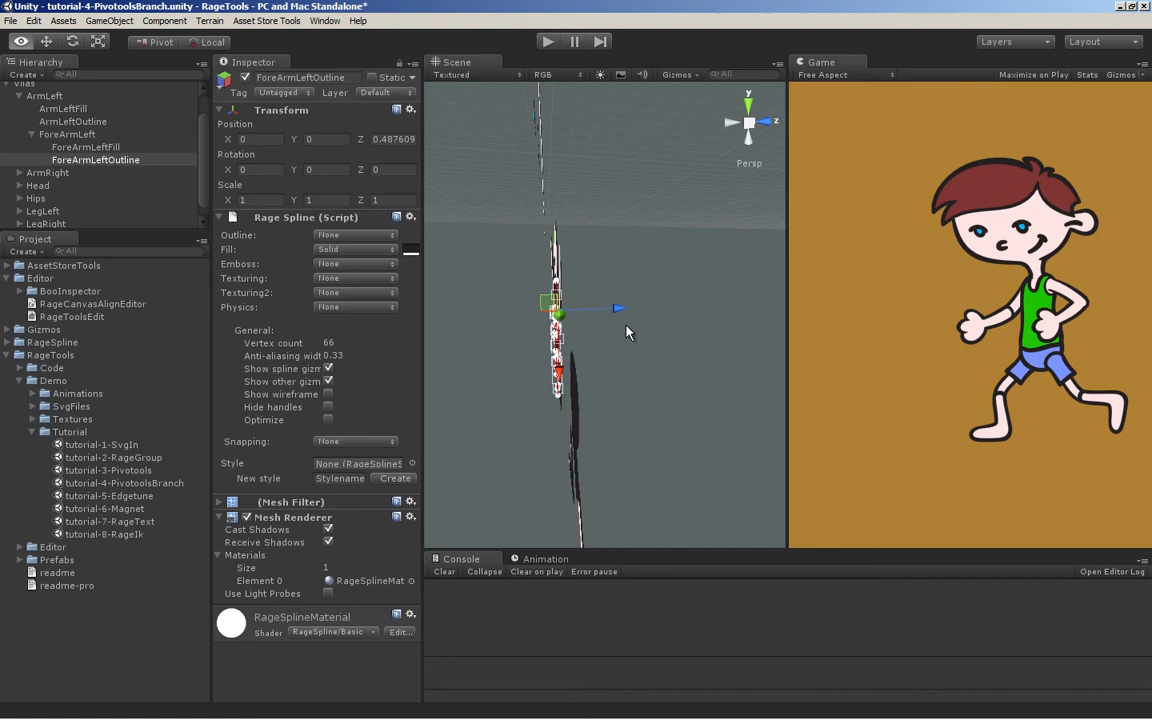 Unity - tutorial-4-PivotoolsBranch.unity - RageTools - PC and Mac Standalone*
File Edit Assets GameObject Component Terrain Asset Store Tools Window Help
Pivot Local
Layers Layout
Hierarchy
Create All
Vilas
ArmLeft
ArmLeftFill
ArmLeftOutline
ForeArmLeft
ForeArmLeftFill
ForeArmLeftOutline
ArmRight
Head
Hips
LegLeft
LegRight
Project
Create All
AssetStoreTools
Editor
BooInspector
RageCanvasAlignEditor
RageToolsEdit
Gizmos
RageSpline
RageTools
Code
Demo
Animations
SvgFiles
Textures
Tutorial
tutorial-1-SvgIn
tutorial-2-RageGroup
tutorial-3-Pivotools
tutorial-4-PivotoolsBranch
tutorial-5-Edgetune
tutorial-6-Magnet
tutorial-7-RageText
tutorial-8-RageIk
Editor
Prefabs
readme
readme-pro
Inspector
ForeArmLeftOutline Static
Tag Untagged Layer Default
Transform
Position
X 0 Y 0 Z 0.487609
Rotation
X 0 Y 0 Z 0
Scale
X 1 Y 1 Z 1
Rage Spline (Script)
Outline: None
Fill: Solid
Emboss: None
Texturing: None
Texturing2: None
Physics: None
General:
Vertex count 66
Anti-aliasing widt 0.33
Show spline gizm
Show other gizm
Show wireframe
Hide handles
Optimize
Snapping: None
Style None (RageSplineS
New style Stylename Create
(Mesh Filter)
Mesh Renderer
Cast Shadows
Receive Shadows
Materials
Size 1
Element 0 RageSplineMat
Use Light Probes
RageSplineMaterial
Shader RageSpline/Basic Edit...
Scene
Textured RGB Gizmos All
y
z
Persp
Game
Free Aspect Maximize on Play Stats Gizmos
Console Animation
Clear Collapse Clear on play Error pause Open Editor Log